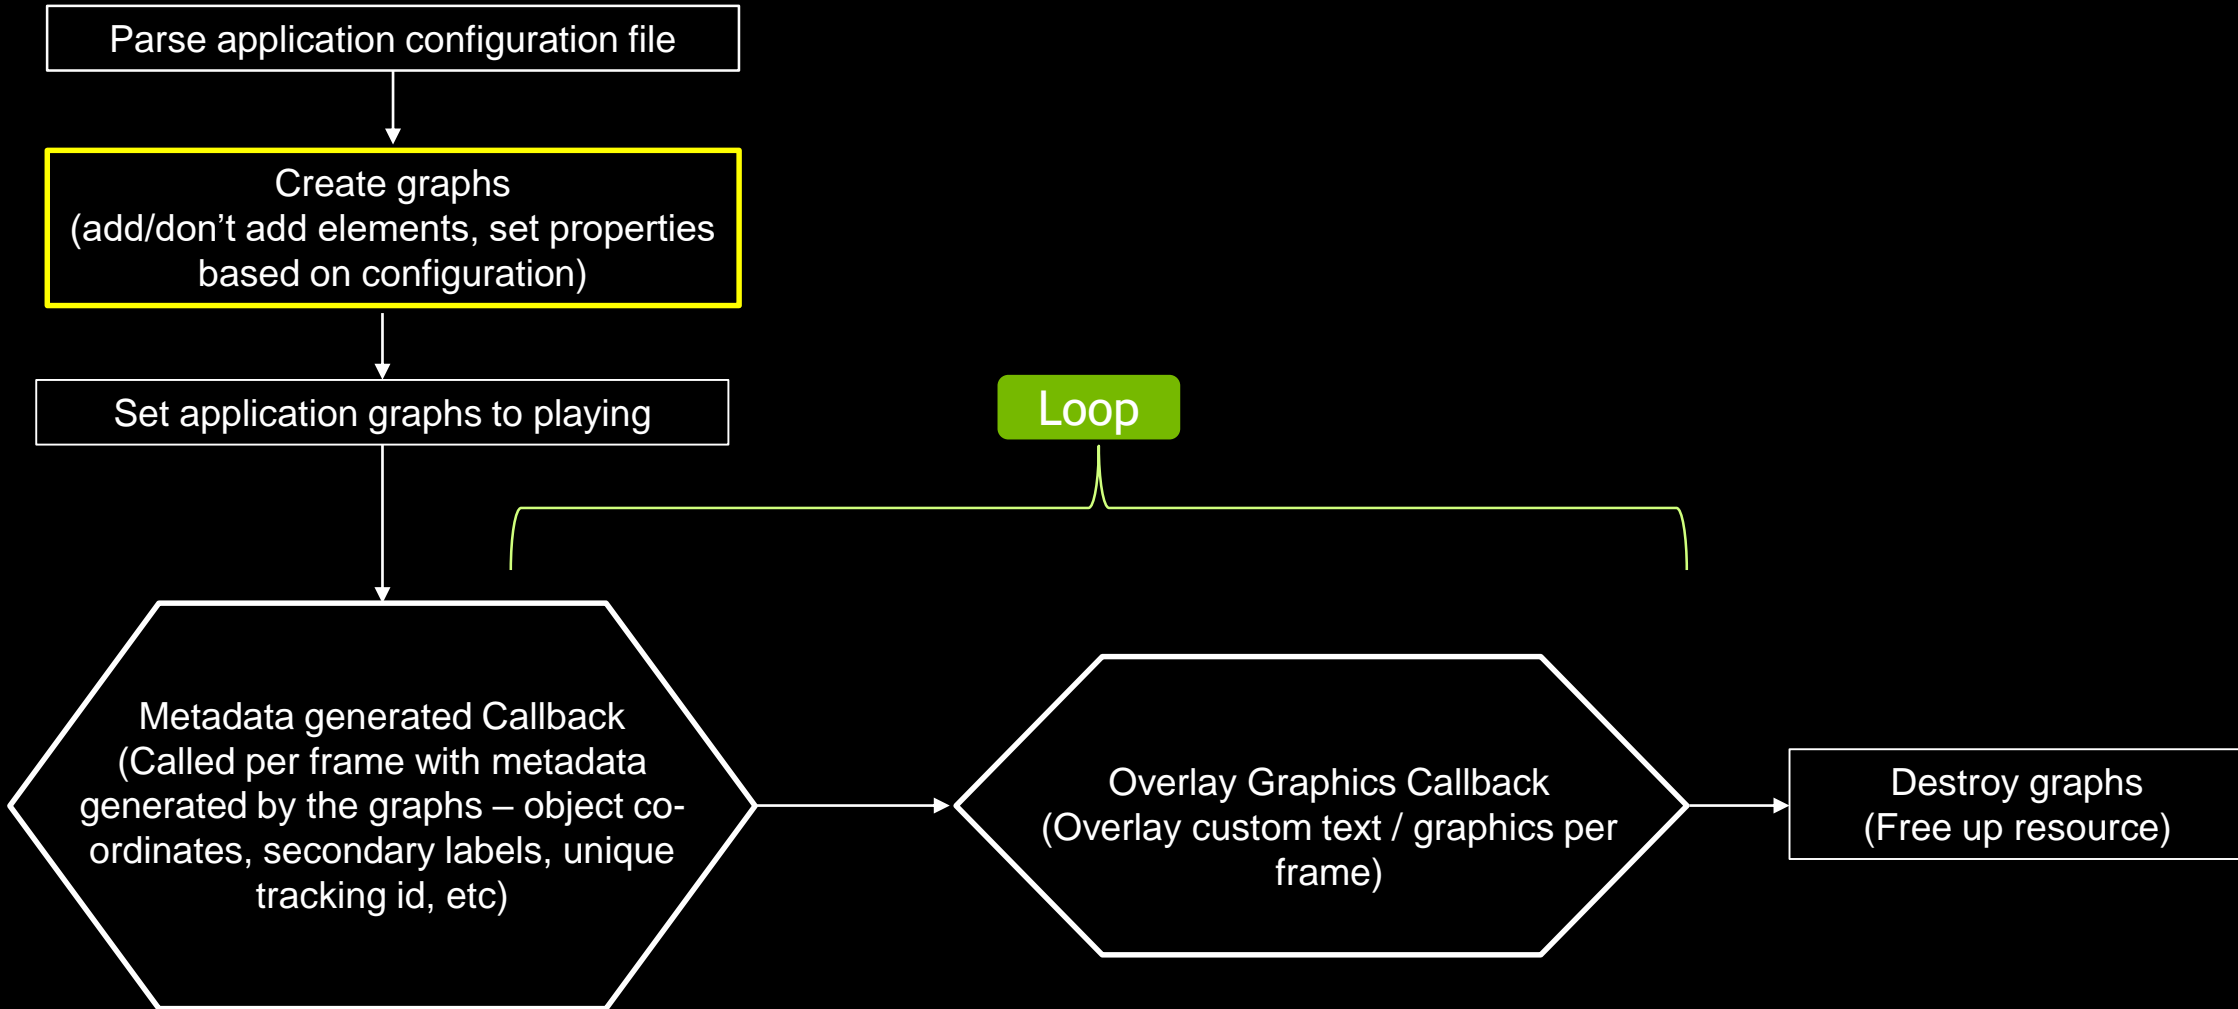 Parse application configuration file
Create graphs
(add/don’t add elements, set properties
based on configuration)
Set application graphs to playing
Loop
Metadata generated Callback
(Called per frame with metadata
generated by the graphs – object co-
ordinates, secondary labels, unique
tracking id, etc)
Overlay Graphics Callback
(Overlay custom text / graphics per
frame)
Destroy graphs
(Free up resource)